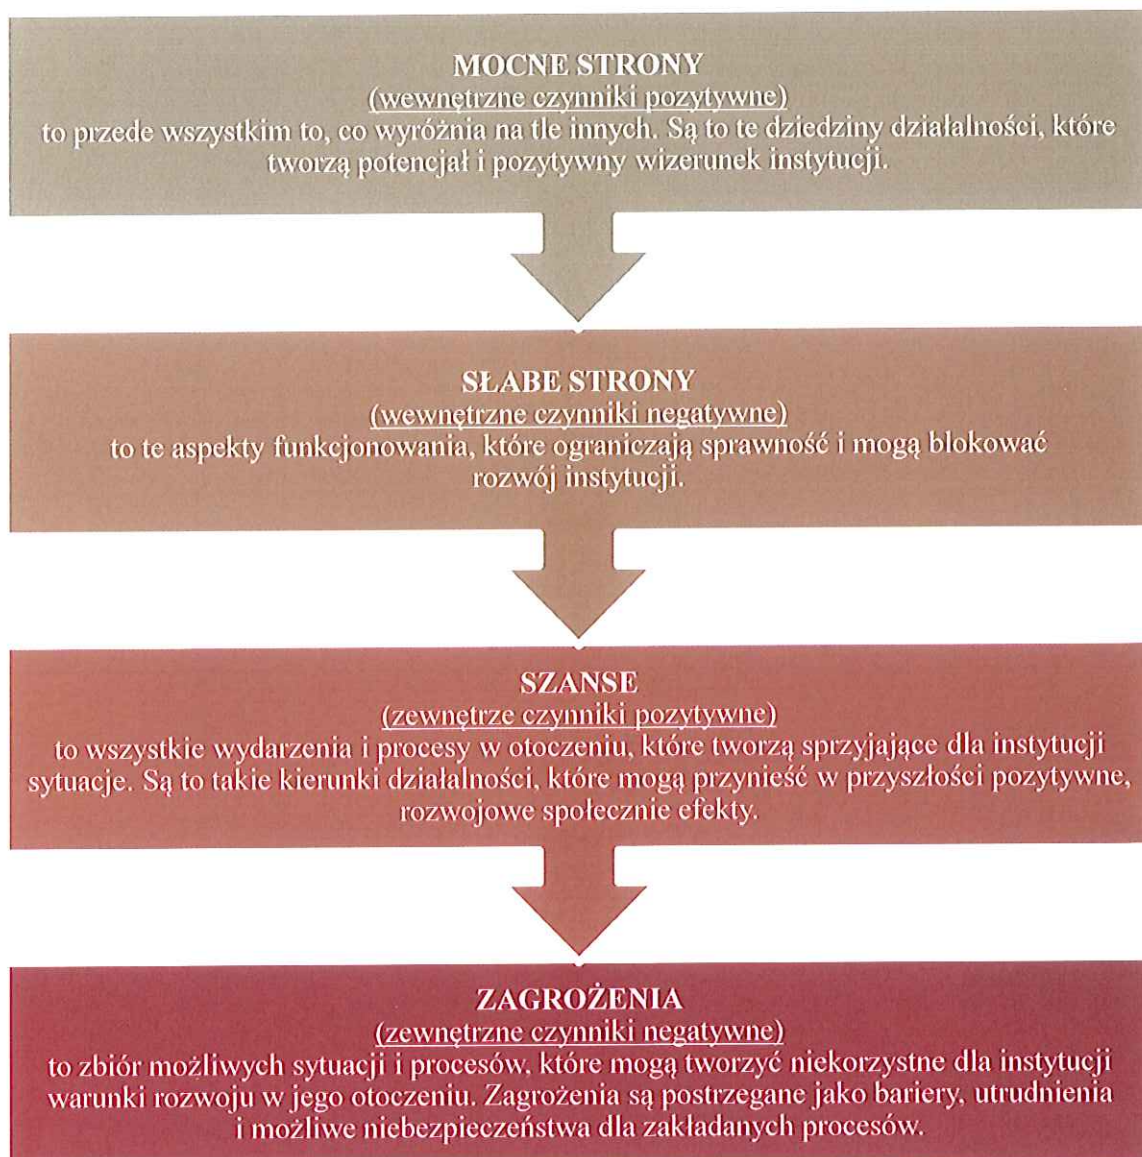 MOCNE STRONY
(wewnętrzne czynniki pozytywne)
to przede wszystkim to, co wyróżnia na tle innych. Są to te dziedziny działalności, które
tworzą potencjał i pozytywny wizerunek instytucji.
SŁABE STRONY
(wewnętrzne czynniki negatywne)
to te aspekty funkcjonowania, które ograniczają sprawność i mogą blokować
rozwój instytucji.
SZANSE
(zewnętrze czynniki pozytywne)
to wszystkie wydarzenia i procesy w otoczeniu, które tworzą sprzyjające dla instytucji
sytuacje. Są to takie kierunki działalności, które mogą przynieść w przyszłości pozytywne,
rozwojowe społecznie efekty.
ZAGROŻENIA
(zewnętrzne czynniki negatywne)
to zbiór możliwych sytuacji i procesów, które mogą tworzyć niekorzystne dla instytucji
warunki rozwoju w jego otoczeniu. Zagrożenia są postrzegane jako bariery, utrudnienia
i możliwe niebezpieczeństwa dla zakładanych procesów.